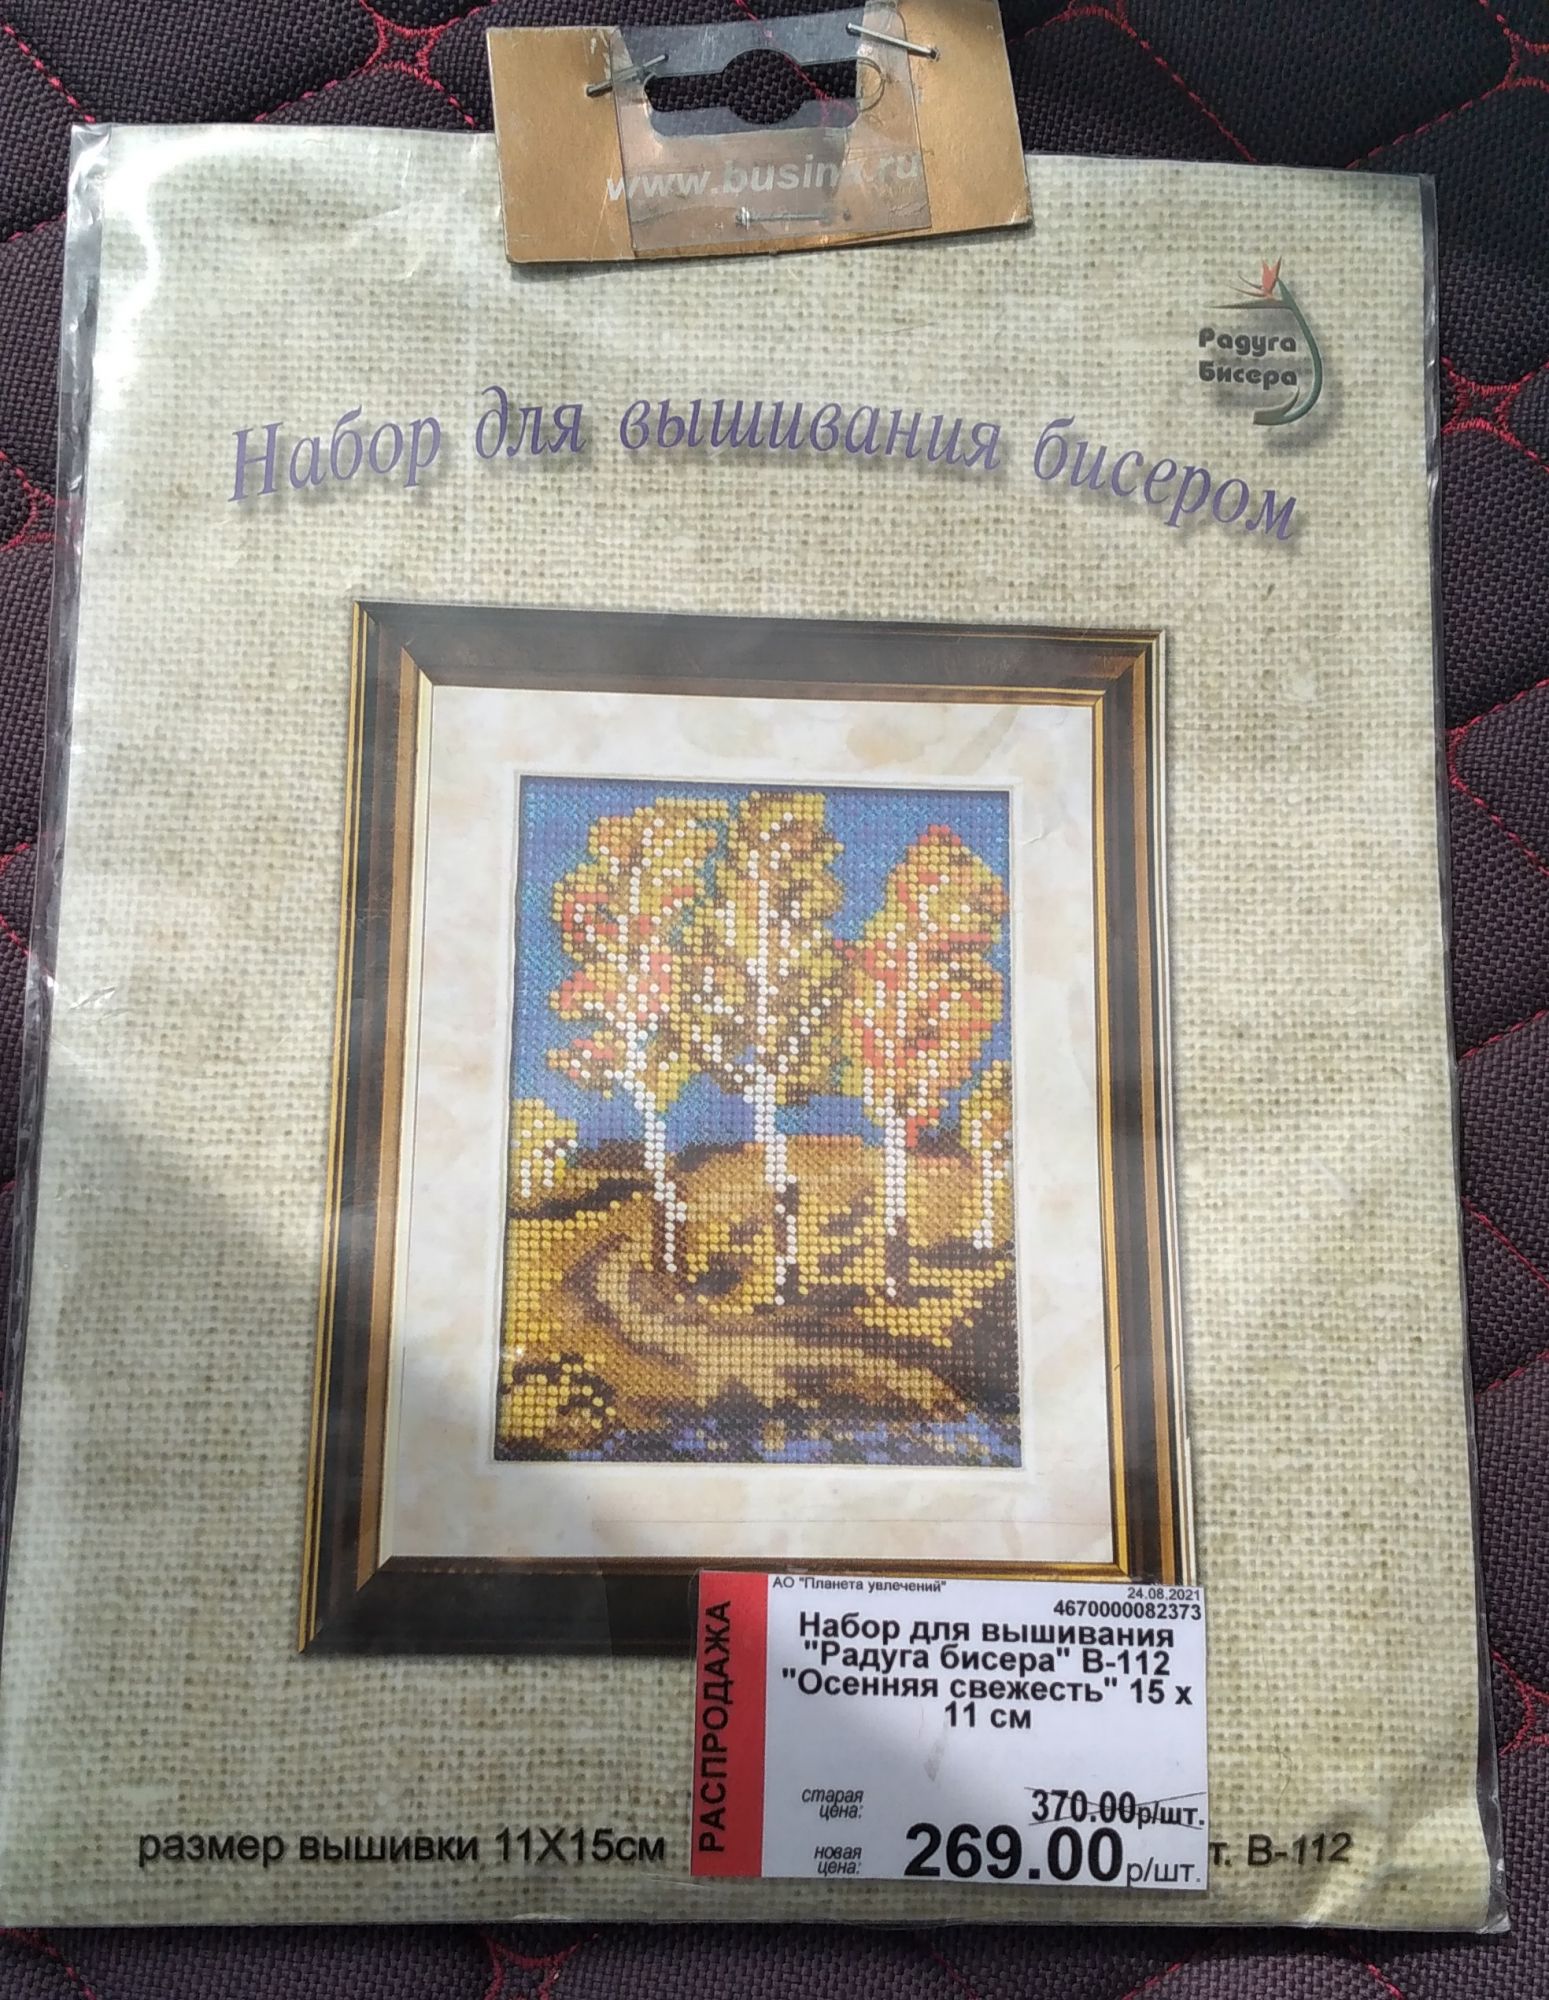 Радуга
Бисера
Набор для вышивания бисером
АО "Планета увлечений"
24.08.2021
4670000082373
Набор для вышивания
"Радуга бисера" В-112
"Осенняя свежесть" 15 х
11 см
РАСПРОДАЖА
старая
цена:
370.00р/шт.
новая
цена:
269.00р/шт.
размер вышивки 11Х15см
т. В-112